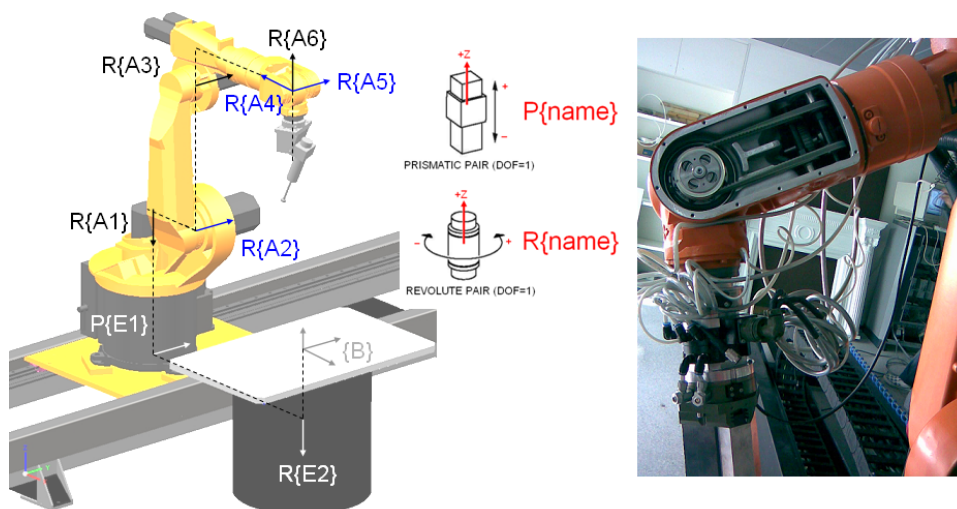 R{A6}
R{A3}
R{A4}
R{A5}
R{A1}
R{A2}
P{E1}
{B}
R{E2}
+Z
+
P{name}
–
PRISMATIC PAIR (DOF=1)
+Z
– +
R{name}
REVOLUTE PAIR (DOF=1)